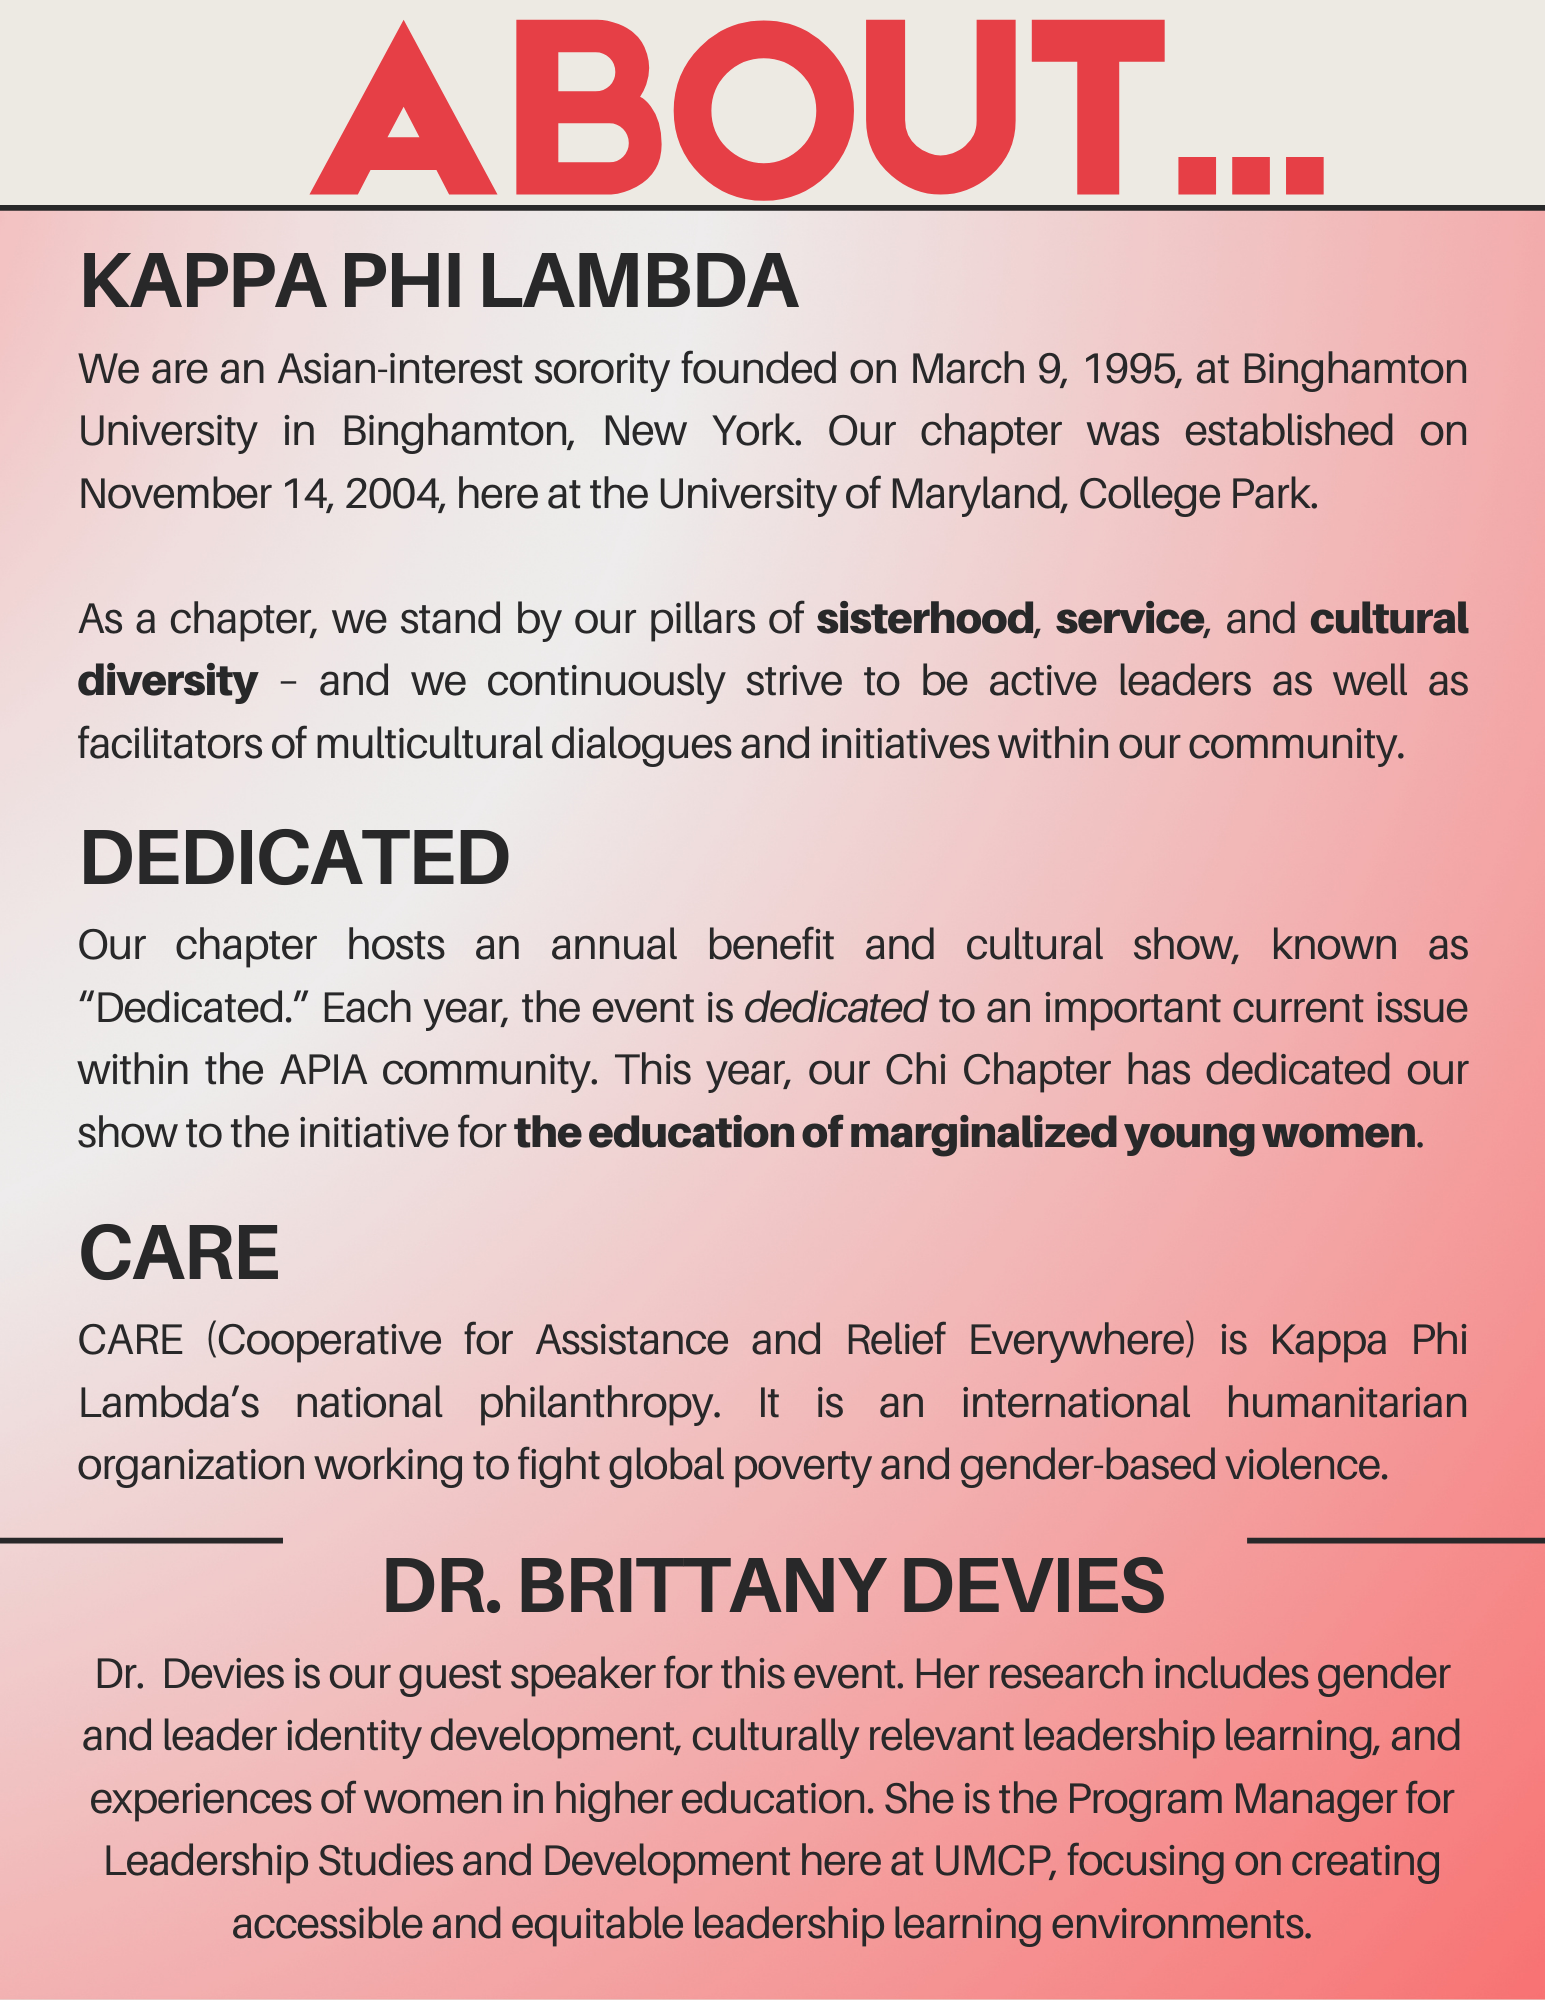 ABOUT...
KAPPA PHI LAMBDA
We are an Asian-interest sorority founded on March 9, 1995, at Binghamton
University in Binghamton, New York. Our chapter was established on
November 14, 2004, here at the University of Maryland, College Park.
As a chapter, we stand by our pillars of sisterhood, service, and cultural
diversity – and we continuously strive to be active leaders as well as
facilitators of multicultural dialogues and initiatives within our community.
DEDICATED
Our chapter hosts an annual benefit and cultural show, known as
“Dedicated.” Each year, the event is dedicated to an important current issue
within the APIA community. This year, our Chi Chapter has dedicated our
show to the initiative for the education of marginalized young women.
CARE
CARE (Cooperative for Assistance and Relief Everywhere) is Kappa Phi
Lambda’s national philanthropy. It is an international humanitarian
organization working to fight global poverty and gender-based violence.
DR. BRITTANY DEVIES
Dr. Devies is our guest speaker for this event. Her research includes gender
and leader identity development, culturally relevant leadership learning, and
experiences of women in higher education. She is the Program Manager for
Leadership Studies and Development here at UMCP, focusing on creating
accessible and equitable leadership learning environments.